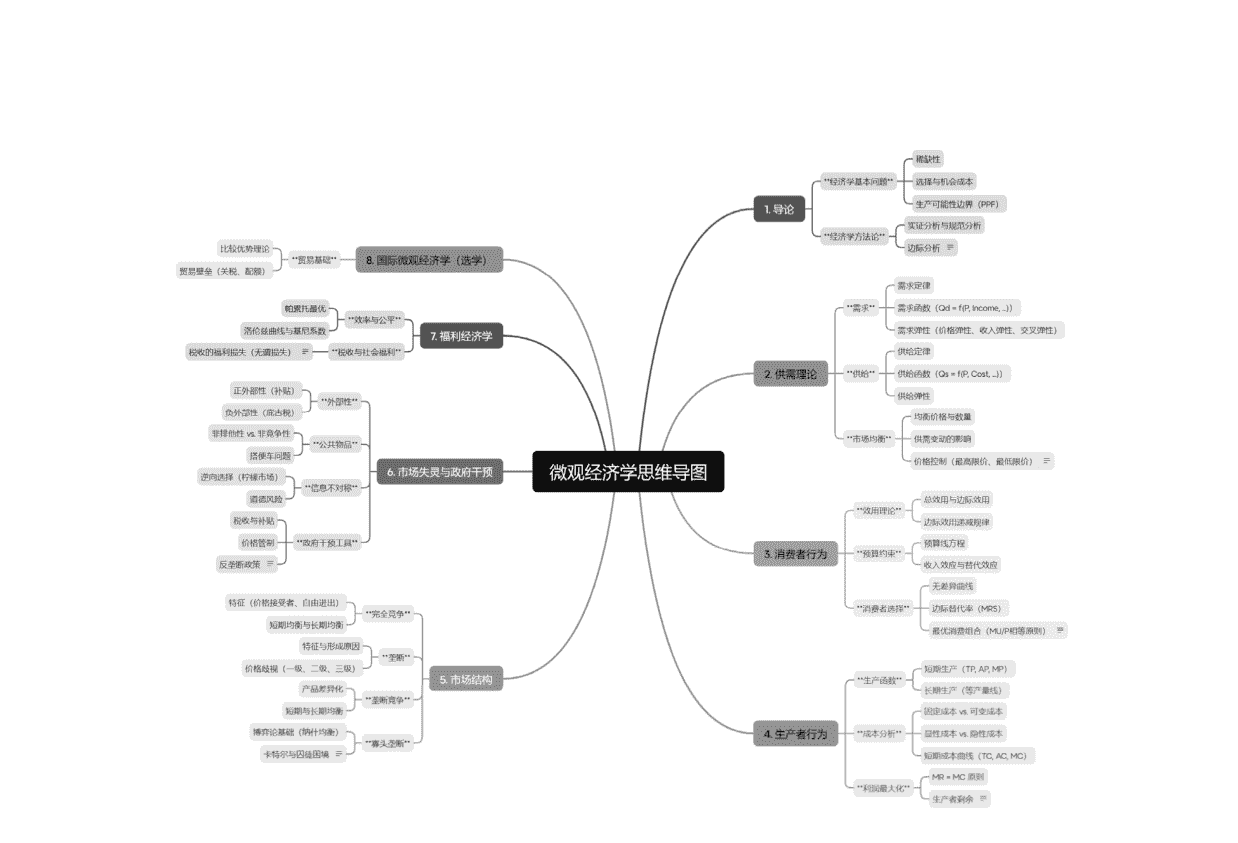 微观经济学思维导图
1. 导论
**经济学基本问题**
稀缺性
选择与机会成本
生产可能性边界（PPF）
**经济学方法论**
实证分析与规范分析
边际分析
2. 供需理论
**需求**
需求定律
需求函数（Qd = f(P, Income, ...)）
需求弹性（价格弹性、收入弹性、交叉弹性）
**供给**
供给定律
供给函数（Qs = f(P, Cost, ...)）
供给弹性
**市场均衡**
均衡价格与数量
供需变动的影响
价格控制（最高限价、最低限价）
3. 消费者行为
**效用理论**
总效用与边际效用
边际效用递减规律
**预算约束**
预算线方程
收入效应与替代效应
**消费者选择**
无差异曲线
边际替代率（MRS）
最优消费组合（MU/P相等原则）
4. 生产者行为
**生产函数**
短期生产（TP, AP, MP）
长期生产（等产量线）
**成本分析**
固定成本 vs. 可变成本
显性成本 vs. 隐性成本
短期成本曲线（TC, AC, MC）
**利润最大化**
MR = MC 原则
生产者剩余
5. 市场结构
**完全竞争**
特征（价格接受者、自由进出）
短期均衡与长期均衡
**垄断**
特征与形成原因
价格歧视（一级、二级、三级）
**垄断竞争**
产品差异化
短期与长期均衡
**寡头垄断**
博弈论基础（纳什均衡）
卡特尔与囚徒困境
6. 市场失灵与政府干预
**外部性**
正外部性（补贴）
负外部性（庇古税）
**公共物品**
非排他性 vs. 非竞争性
搭便车问题
**信息不对称**
逆向选择（柠檬市场）
道德风险
**政府干预工具**
税收与补贴
价格管制
反垄断政策
7. 福利经济学
**效率与公平**
帕累托最优
洛伦兹曲线与基尼系数
**税收与社会福利**
税收的福利损失（无谓损失）
8. 国际微观经济学（选学）
**贸易基础**
比较优势理论
贸易壁垒（关税、配额）